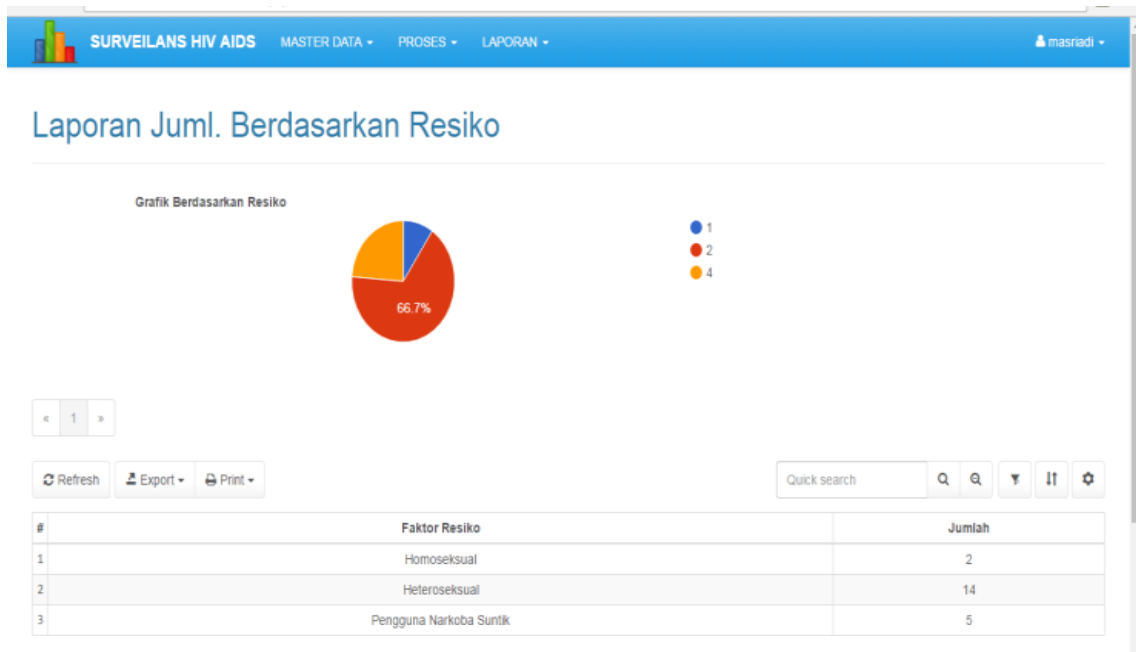 SURVEILANS HIV AIDS MASTER DATA PROSES LAPORAN masriadi
Laporan Juml. Berdasarkan Resiko
Grafik Berdasarkan Resiko
1
2
4
66.7%
« 1 »
Refresh Export Print Quick search
# Faktor Resiko Jumlah
1 Homoseksual 2
2 Heteroseksual 14
3 Pengguna Narkoba Suntik 5